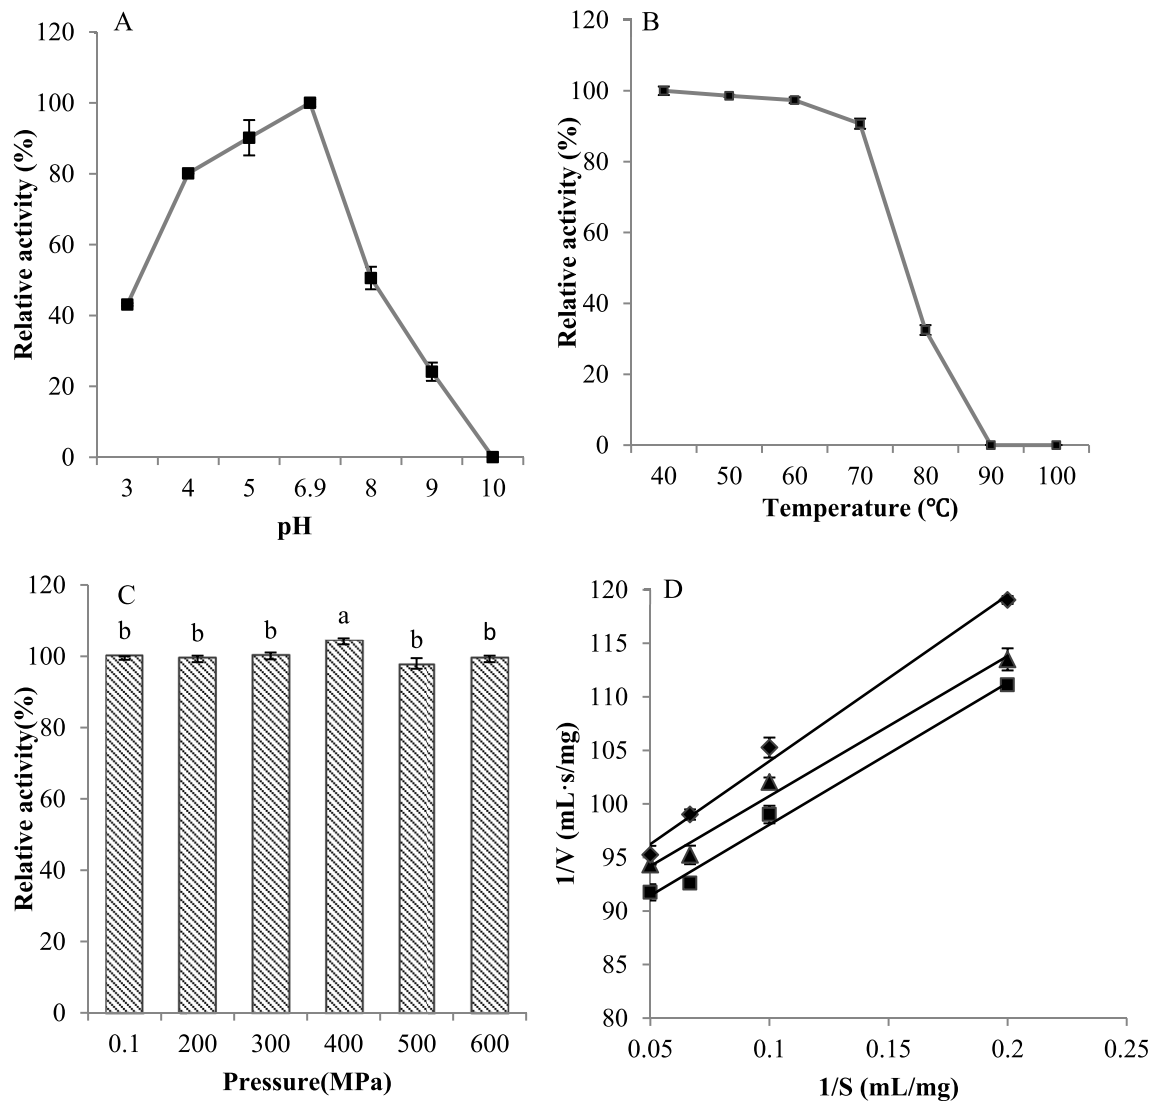 A
Relative activity (%)
120
100
80
60
40
20
0
3 4 5 6.9 8 9 10
pH
B
Relative activity (%)
120
100
80
60
40
20
0
40 50 60 70 80 90 100
Temperature (℃)
C
Relative activity(%)
120
100
80
60
40
20
0
b b b a b b
0.1 200 300 400 500 600
Pressure(MPa)
D
1/V (mL·s/mg)
120
115
110
105
100
95
90
85
80
0.05 0.1 0.15 0.2 0.25
1/S (mL/mg)